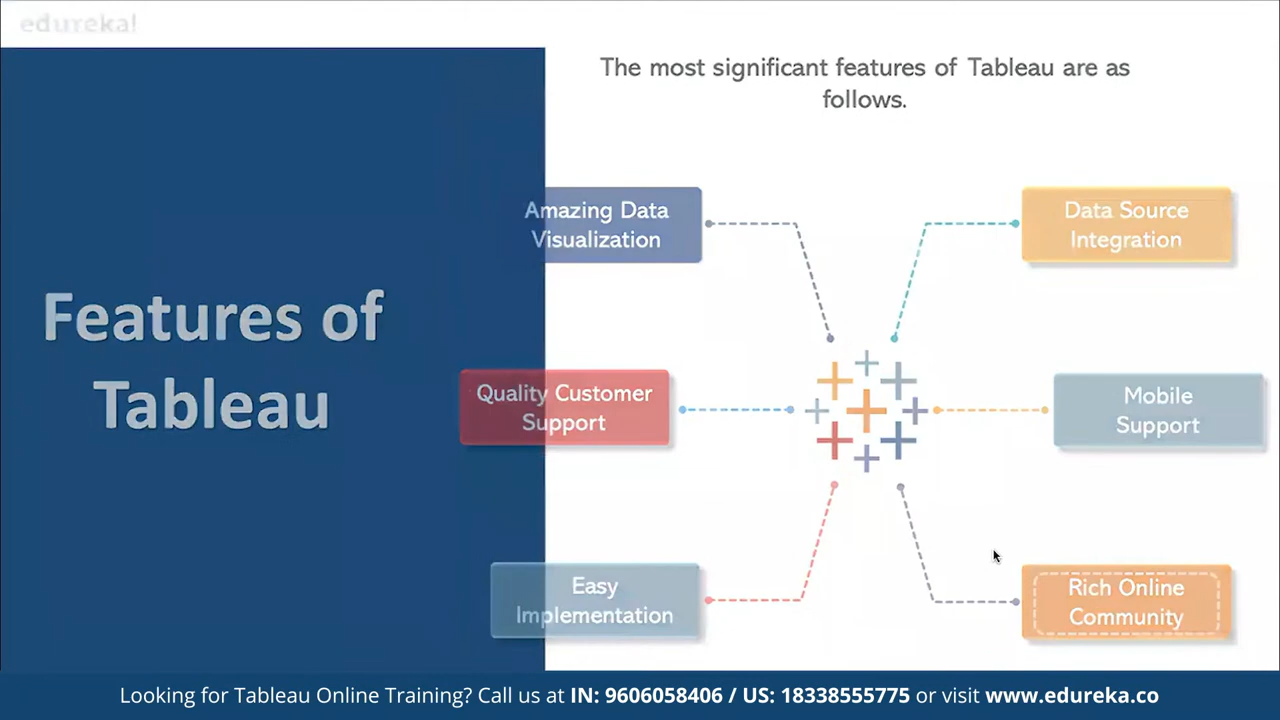 edureka!
The most significant features of Tableau are as
follows.
Features of
Tableau
Amazing Data
Visualization
Data Source
Integration
Quality Customer
Support
Mobile
Support
Easy
Implementation
Rich Online
Community
Looking for Tableau Online Training? Call us at IN: 9606058406 / US: 18338555775 or visit www.edureka.co